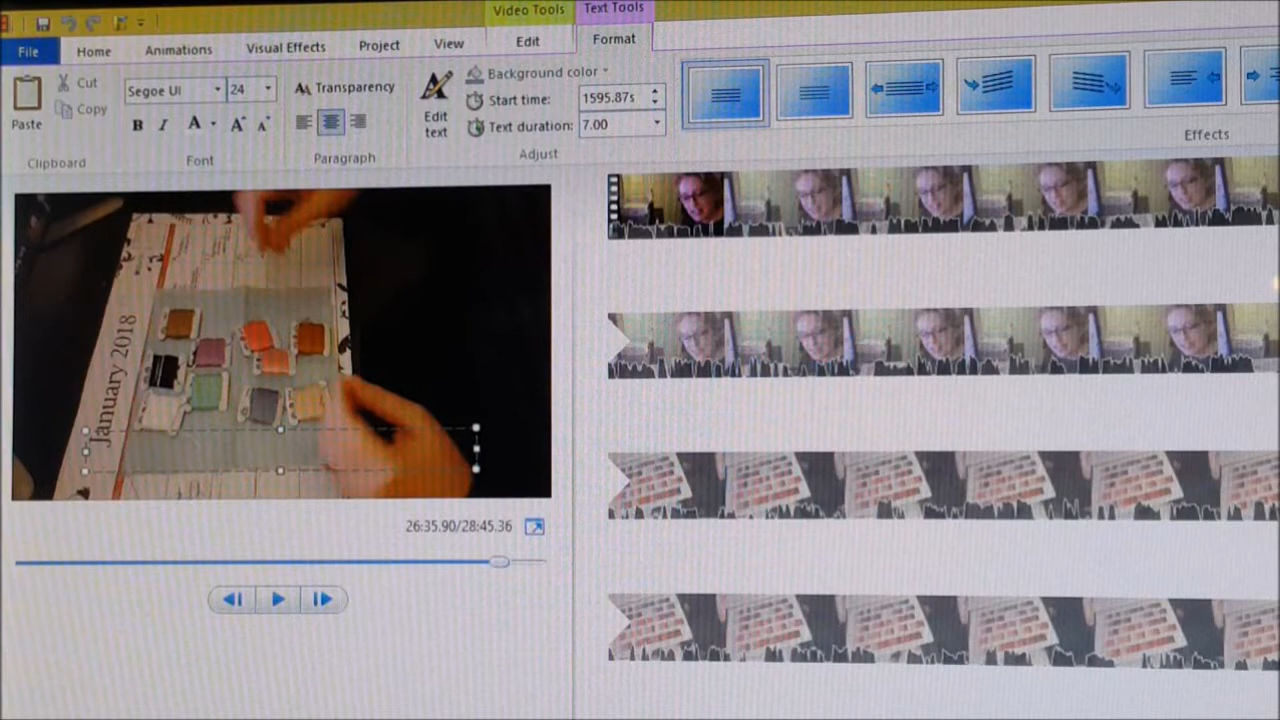 Video Tools Text Tools
File Home Animations Visual Effects Project View Edit Format
Cut
Copy
Paste
Clipboard
Segoe UI 24
B I A A A
Font
Transparency
Paragraph
Edit text
Background color
Start time: 1595.87s
Text duration: 7.00
Adjust
Effects
January 2018
26:35.90/28:45.36